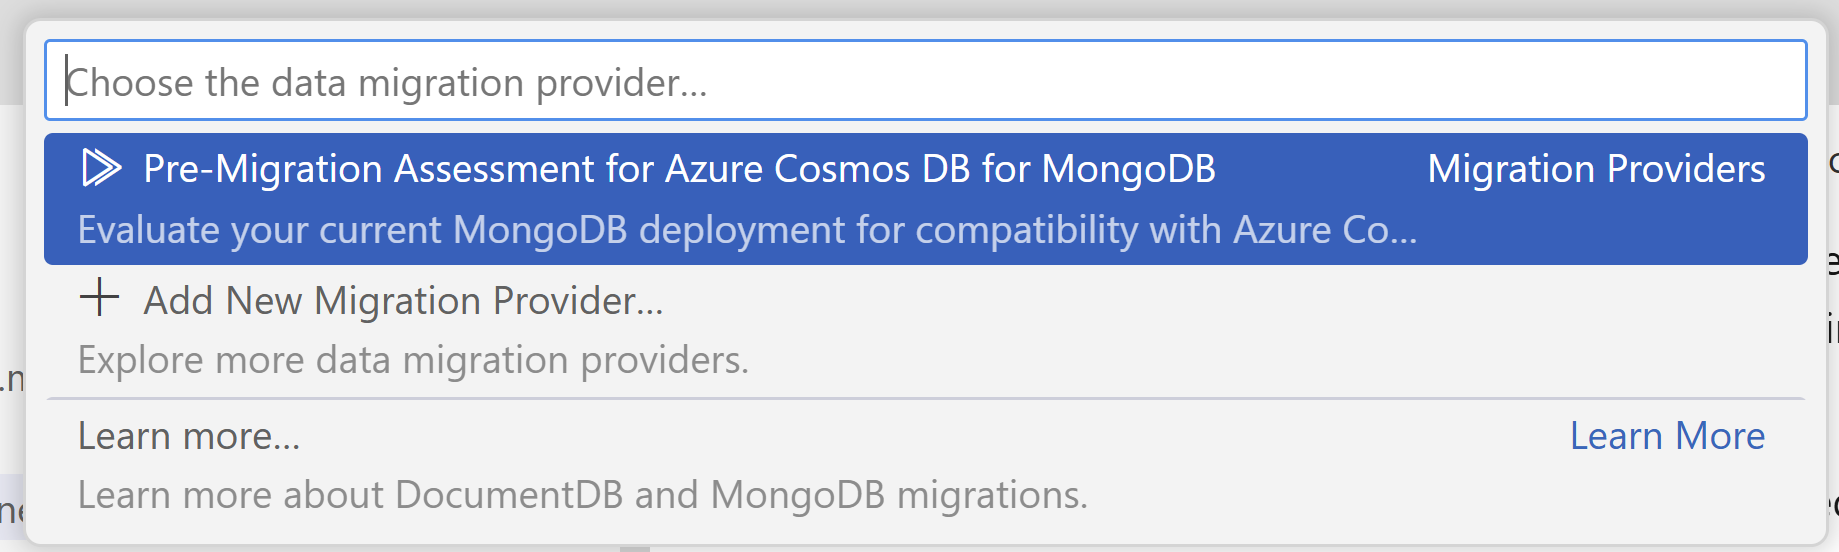 Choose the data migration provider...
Pre-Migration Assessment for Azure Cosmos DB for MongoDB Migration Providers
Evaluate your current MongoDB deployment for compatibility with Azure Co...
Add New Migration Provider...
Explore more data migration providers.
Learn more... Learn More
Learn more about DocumentDB and MongoDB migrations.